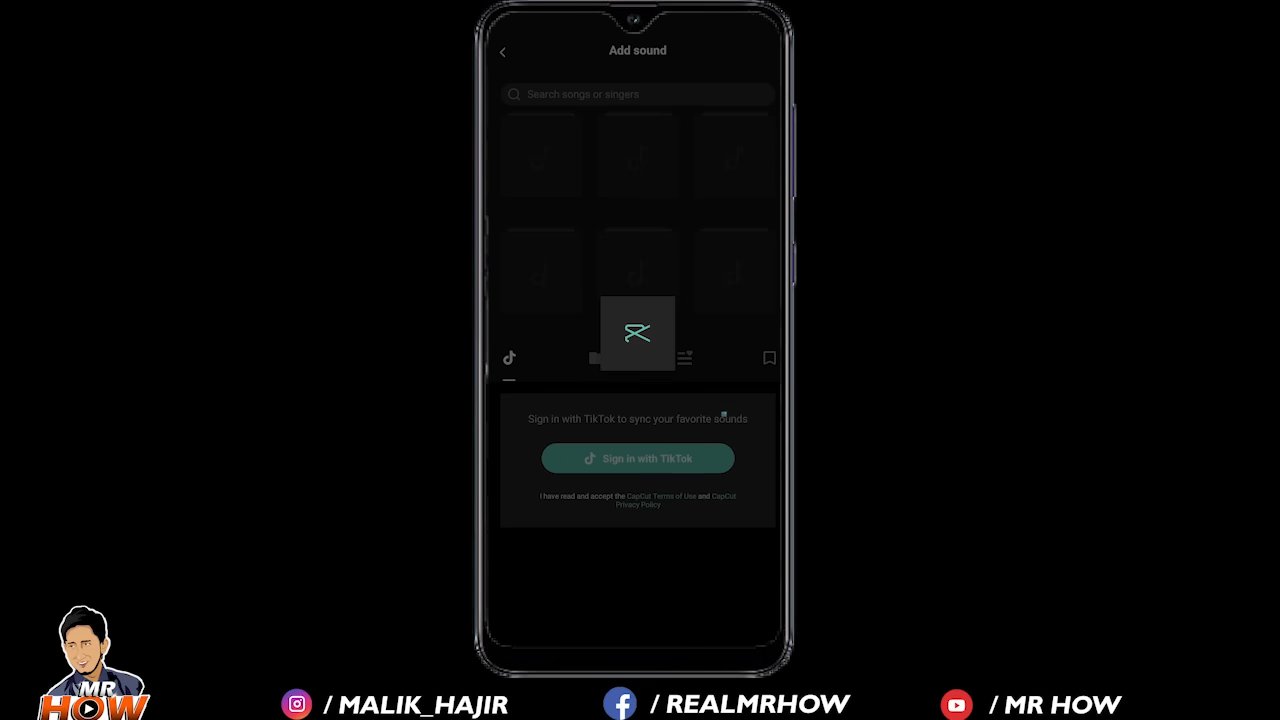 Add sound
Search songs or singers
Sign in with TikTok to sync your favorite sounds
Sign in with TikTok
I have read and accept the CapCut Terms of Use and CapCut
Privacy Policy
MR
HOW
/ MALIK_HAJIR
/ REALMRHOW
/ MR HOW